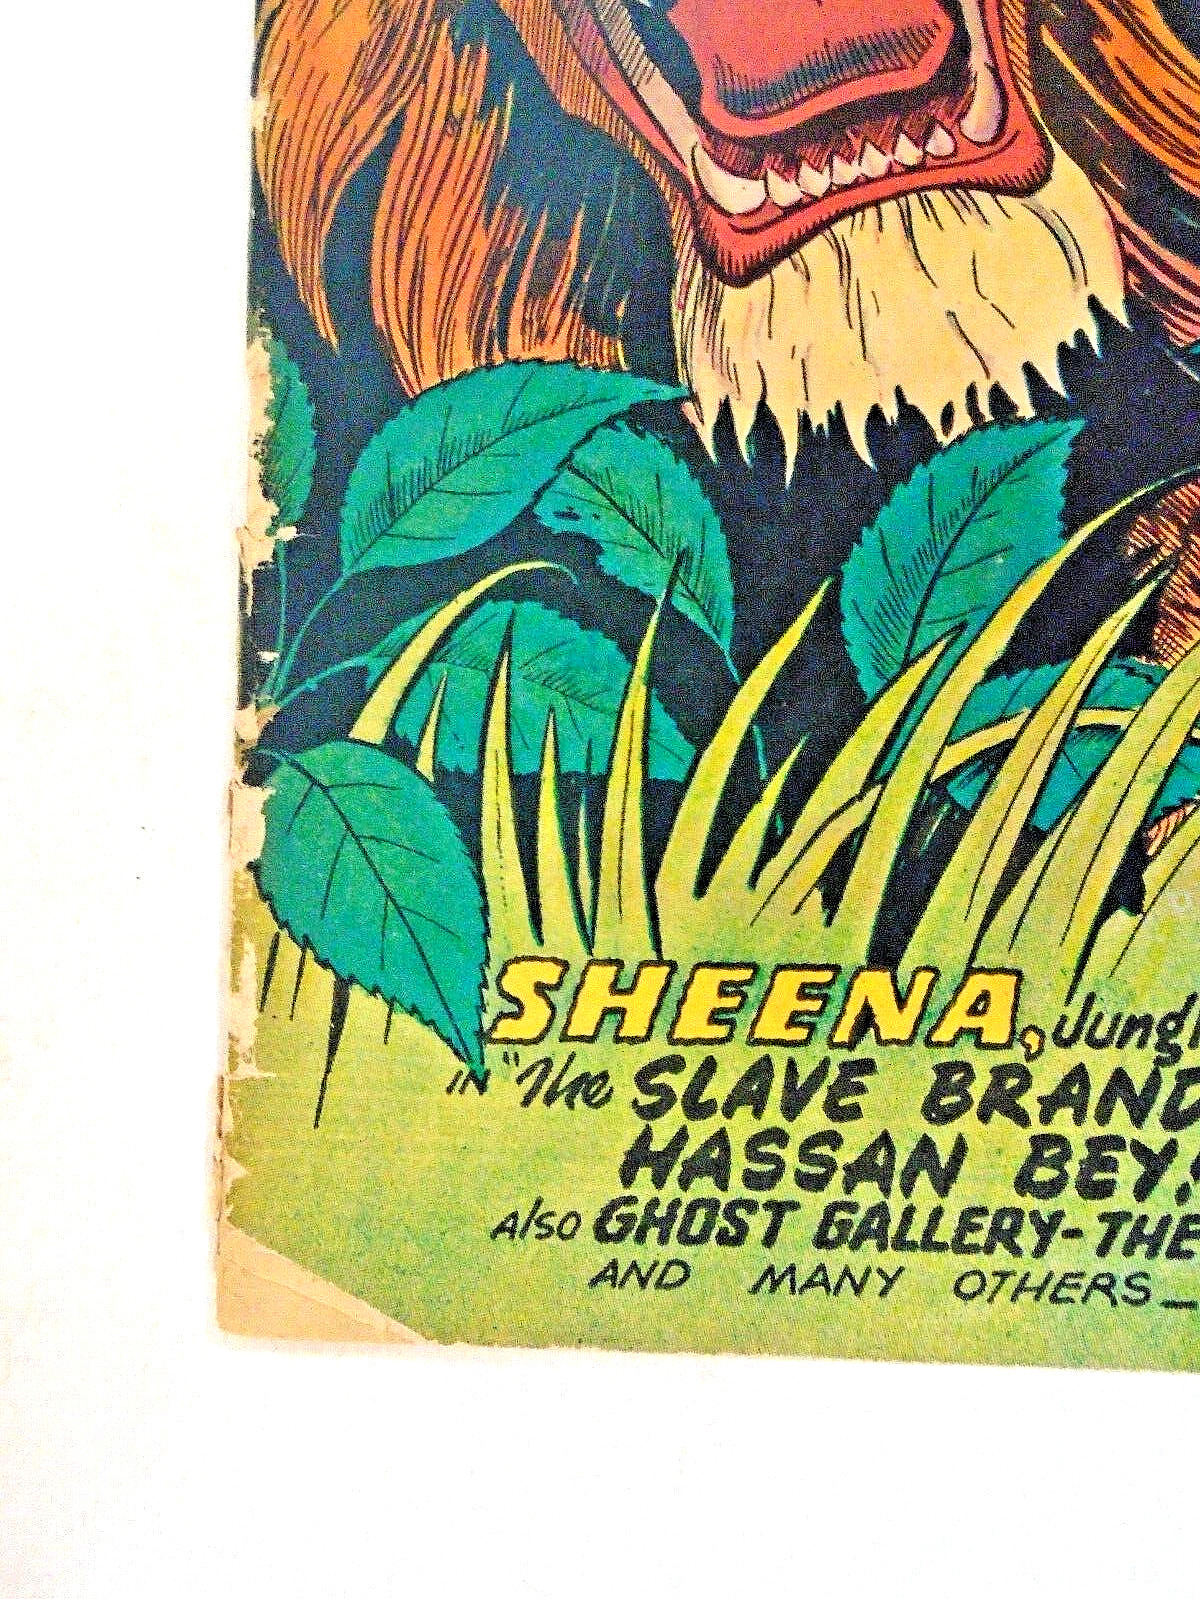 SHEENA, Jungl
IN "The SLAVE BRAND
HASSAN BEY!
also GHOST GALLERY-THE
AND MANY OTHERS—